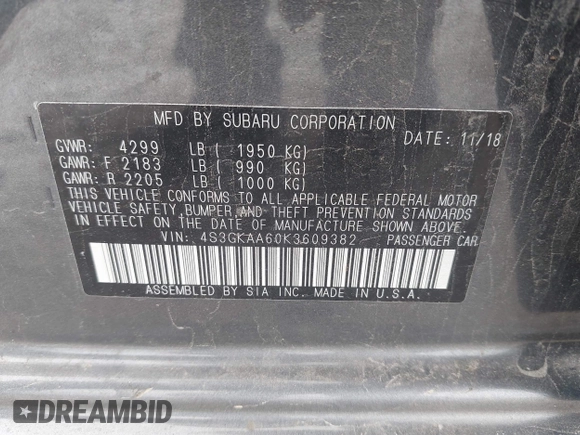 MFD BY SUBARU CORPORATION
DATE: 11/18
GVWR: 4299 LB ( 1950 KG)
GAWR: F 2183 LB ( 990 KG)
GAWR: R 2205 LB ( 1000 KG)
THIS VEHICLE CONFORMS TO ALL APPLICABLE FEDERAL MOTOR
VEHICLE SAFETY, BUMPER, AND THEFT PREVENTION STANDARDS
IN EFFECT ON THE DATE OF MANUFACTURE SHOWN ABOVE.
VIN: 4S3GKAA60K3609382 PASSENGER CAR
ASSEMBLED BY SIA INC. MADE IN U.S.A.
DREAMBID